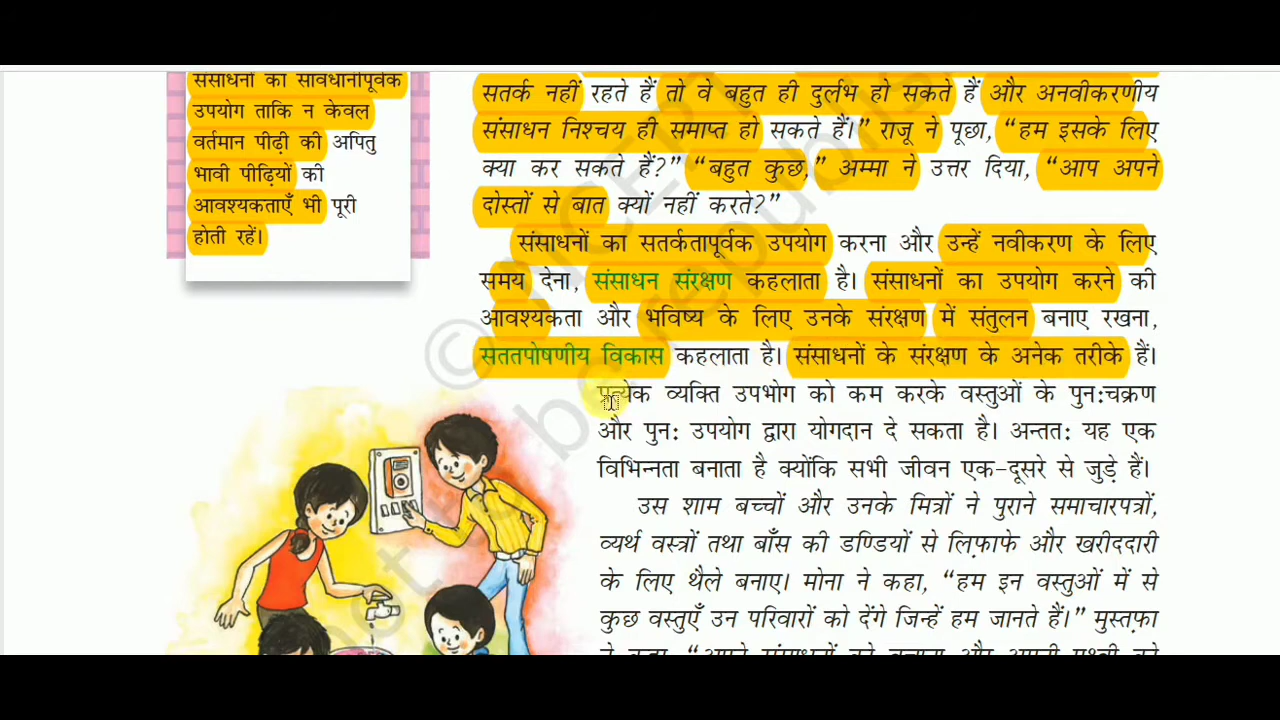 संसाधनों का सावधानीपूर्वक
उपयोग ताकि न केवल
वर्तमान पीढ़ी की अपितु
भावी पीढ़ियों की
आवश्यकताएँ भी पूरी
होती रहें।
सतर्क नहीं रहते हैं तो वे बहुत ही दुर्लभ हो सकते हैं और अनवीकरणीय
संसाधन निश्चय ही समाप्त हो सकते हैं।” राजू ने पूछा, “हम इसके लिए
क्या कर सकते हैं?” “बहुत कुछ,” अम्मा ने उत्तर दिया, “आप अपने
दोस्तों से बात क्यों नहीं करते?”
संसाधनों का सतर्कतापूर्वक उपयोग करना और उन्हें नवीकरण के लिए
समय देना, संसाधन संरक्षण कहलाता है। संसाधनों का उपयोग करने की
आवश्यकता और भविष्य के लिए उनके संरक्षण में संतुलन बनाए रखना,
सततपोषणीय विकास कहलाता है। संसाधनों के संरक्षण के अनेक तरीके हैं।
प्रत्येक व्यक्ति उपभोग को कम करके वस्तुओं के पुन:चक्रण
और पुन: उपयोग द्वारा योगदान दे सकता है। अन्तत: यह एक
विभिन्नता बनाता है क्योंकि सभी जीवन एक-दूसरे से जुड़े हैं।
उस शाम बच्चों और उनके मित्रों ने पुराने समाचारपत्रों,
व्यर्थ वस्त्रों तथा बाँस की डण्डियों से लिफ़ाफे और खरीददारी
के लिए थैले बनाए। मोना ने कहा, “हम इन वस्तुओं में से
कुछ वस्तुएँ उन परिवारों को देंगे जिन्हें हम जानते हैं।” मुस्तफ़ा